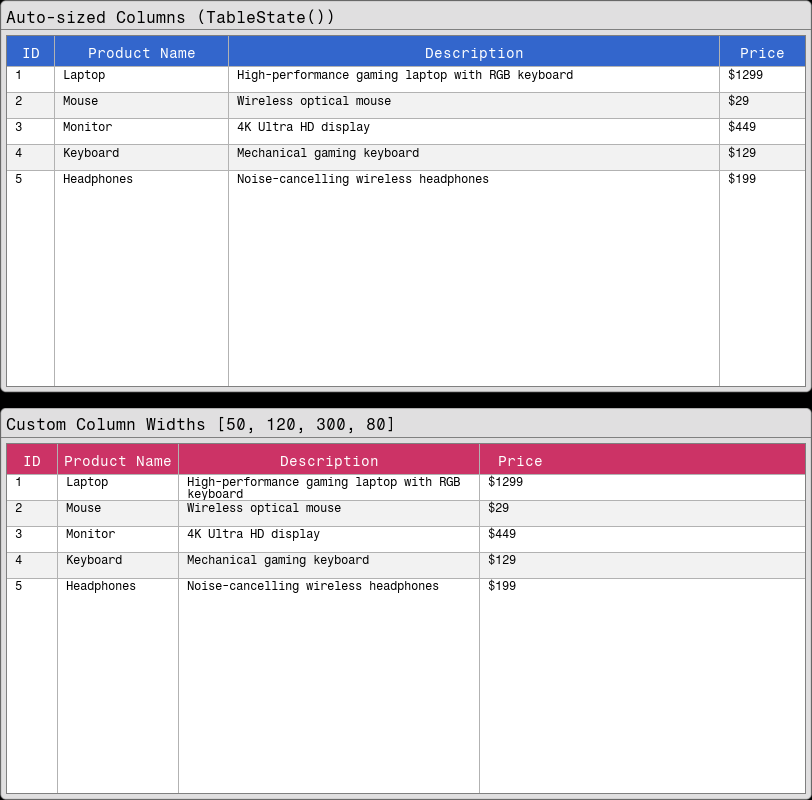 Auto-sized Columns (TableState())
ID Product Name Description Price
1 Laptop High-performance gaming laptop with RGB keyboard $1299
2 Mouse Wireless optical mouse $29
3 Monitor 4K Ultra HD display $449
4 Keyboard Mechanical gaming keyboard $129
5 Headphones Noise-cancelling wireless headphones $199
Custom Column Widths [50, 120, 300, 80]
ID Product Name Description Price
1 Laptop High-performance gaming laptop with RGB $1299
keyboard
2 Mouse Wireless optical mouse $29
3 Monitor 4K Ultra HD display $449
4 Keyboard Mechanical gaming keyboard $129
5 Headphones Noise-cancelling wireless headphones $199